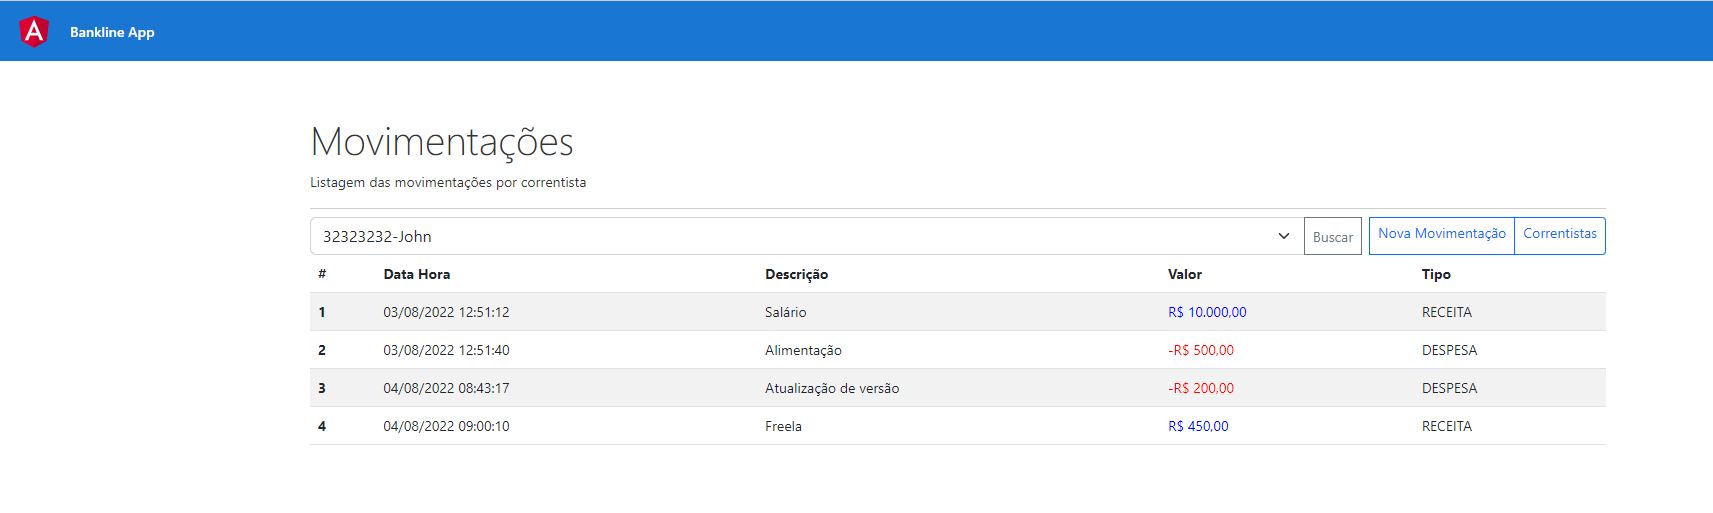 Bankline App
Movimentações
Listagem das movimentações por correntista
32323232-John Buscar Nova Movimentação Correntistas
# Data Hora Descrição Valor Tipo
1 03/08/2022 12:51:12 Salário R$ 10.000,00 RECEITA
2 03/08/2022 12:51:40 Alimentação -R$ 500,00 DESPESA
3 04/08/2022 08:43:17 Atualização de versão -R$ 200,00 DESPESA
4 04/08/2022 09:00:10 Freela R$ 450,00 RECEITA